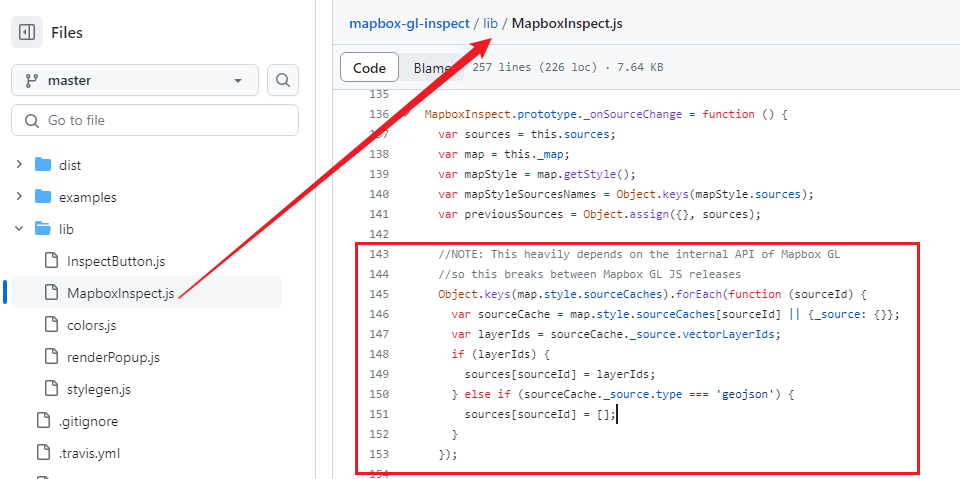 Files
master
Go to file
dist
examples
lib
InspectButton.js
MapboxInspect.js
colors.js
renderPopup.js
stylegen.js
.gitignore
.travis.yml
mapbox-gl-inspect / lib / MapboxInspect.js
Code Blame 257 lines (226 loc) · 7.64 KB
135
136 MapboxInspect.prototype._onSourceChange = function () {
137 var sources = this.sources;
138 var map = this._map;
139 var mapStyle = map.getStyle();
140 var mapStyleSourcesNames = Object.keys(mapStyle.sources);
141 var previousSources = Object.assign({}, sources);
142
143 //NOTE: This heavily depends on the internal API of Mapbox GL
144 //so this breaks between Mapbox GL JS releases
145 Object.keys(map.style.sourceCaches).forEach(function (sourceId) {
146 var sourceCache = map.style.sourceCaches[sourceId] || {_source: {}};
147 var layerIds = sourceCache._source.vectorLayerIds;
148 if (layerIds) {
149 sources[sourceId] = layerIds;
150 } else if (sourceCache._source.type === 'geojson') {
151 sources[sourceId] = [];
152 }
153 });
154